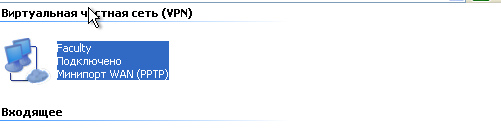 Виртуальная частная сеть (VPN)
Faculty
Подключено
Минипорт WAN (PPTP)
Входящее